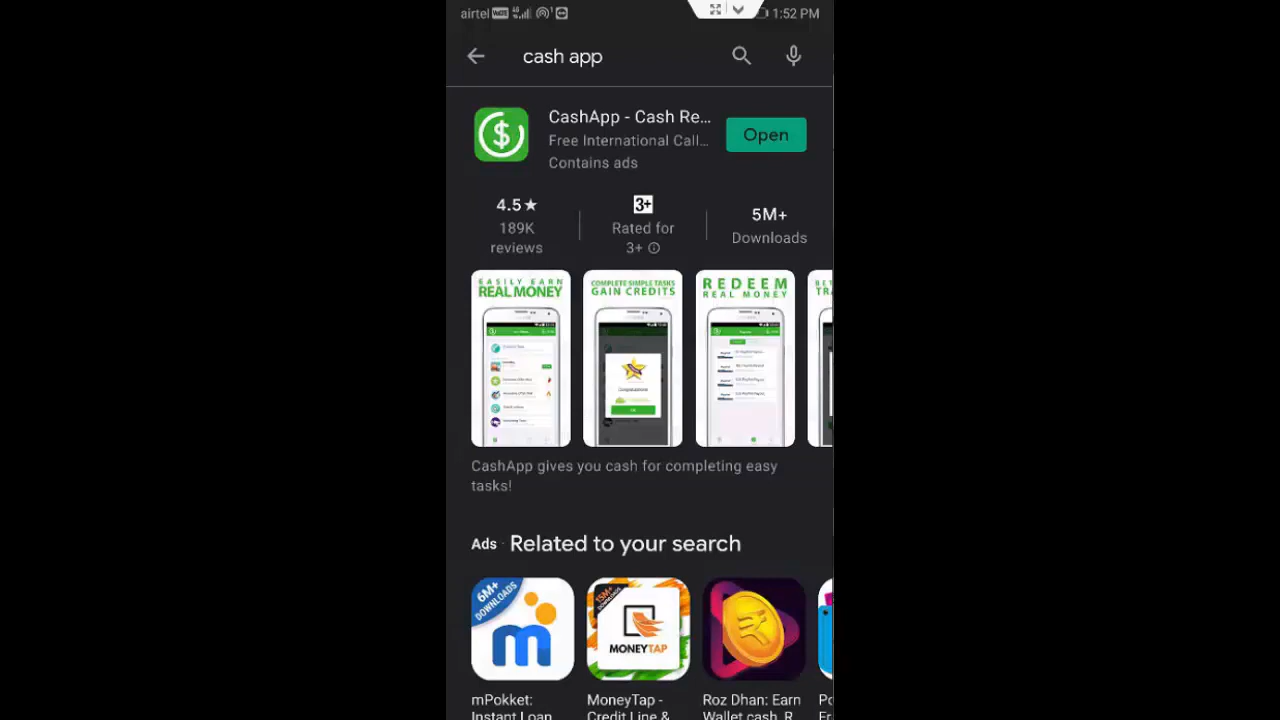 airtel 1:52 PM
cash app
CashApp - Cash Re...
Free International Call...
Contains ads
Open
4.5★
189K
reviews
3+
Rated for
3+
5M+
Downloads
EASILY EARN
REAL MONEY
COMPLETE SIMPLE TASKS
GAIN CREDITS
REDEEM
REAL MONEY
CashApp gives you cash for completing easy
tasks!
Ads · Related to your search
6M+
DOWNLOADS
15M+
DOWNLOADS
MONEYTAP
mPokket:
Instant Loan
MoneyTap -
Credit Line &
Roz Dhan: Earn
Wallet cash, R